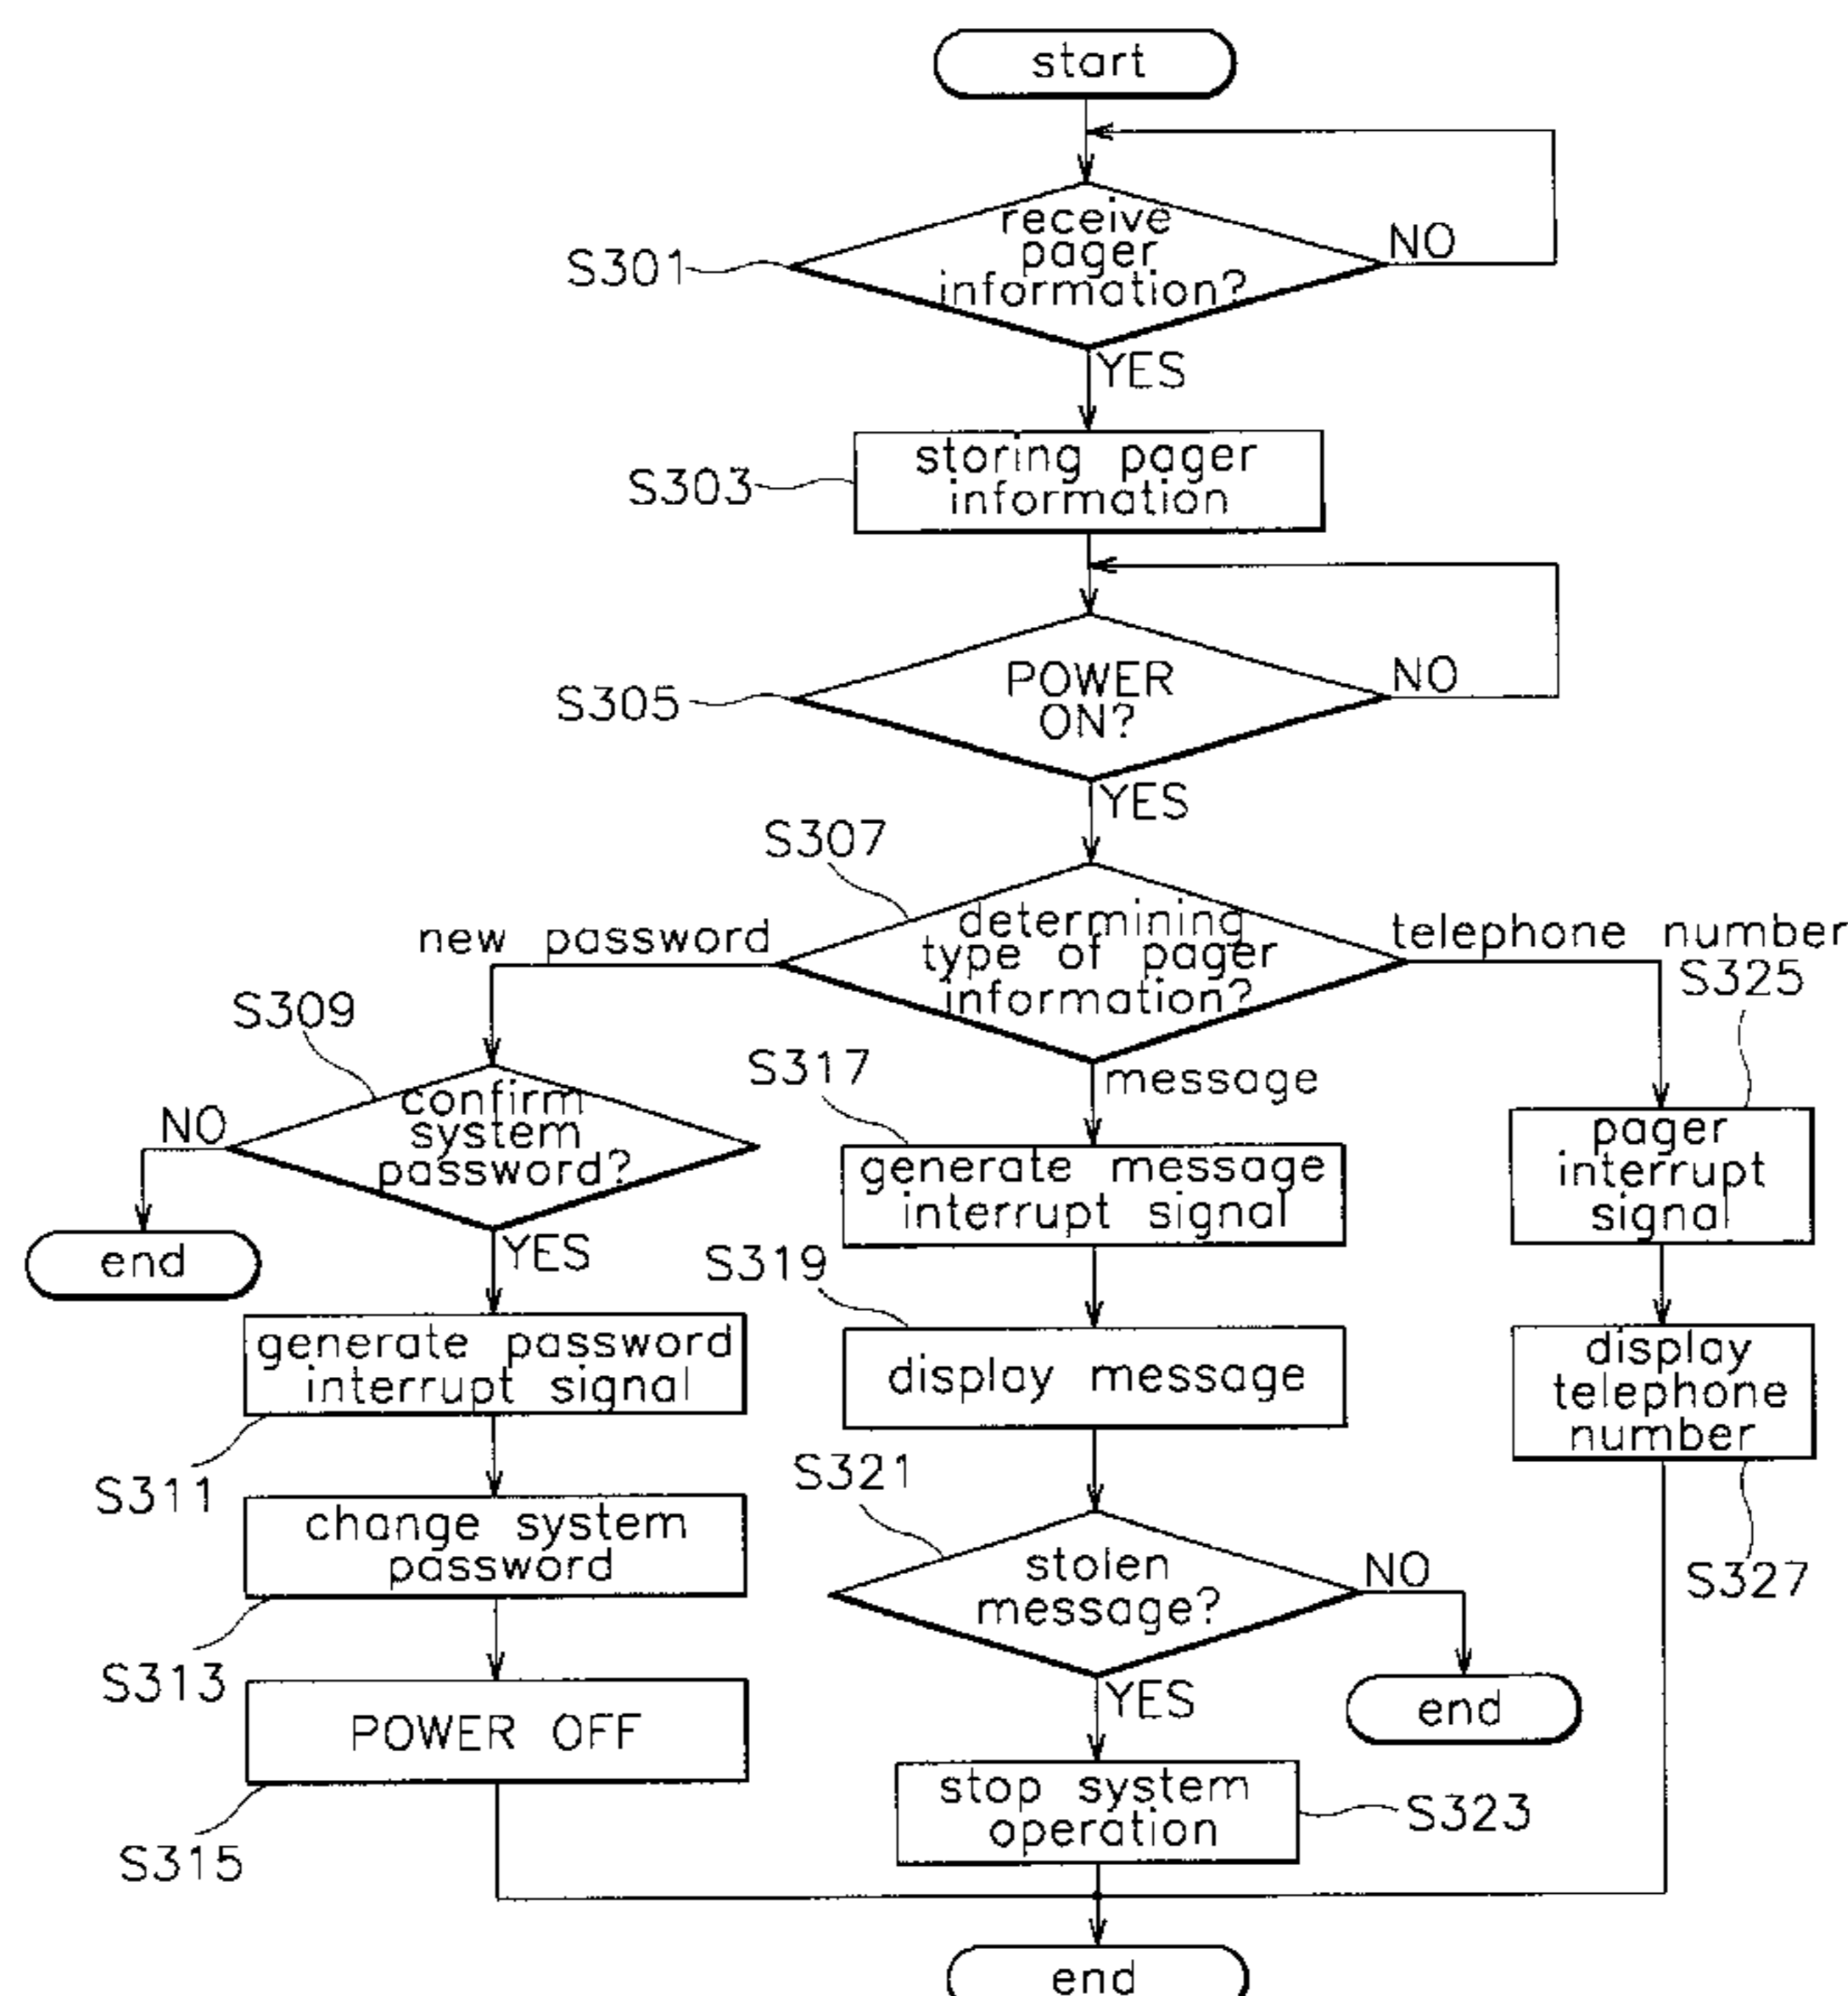 start
receive
pager
information?
S301
NO
YES
storing pager
information
S303
POWER
ON?
S305
NO
YES
S307
determining
type of pager
information?
new password
telephone number
message
S309
confirm
system
password?
NO
end
YES
generate password
interrupt signal
S311
change system
password
S313
POWER OFF
S315
S317
generate message
interrupt signal
S319
display message
S321
stolen
message?
NO
end
YES
stop system
operation
S323
S325
pager
interrupt
signal
display
telephone
number
S327
end